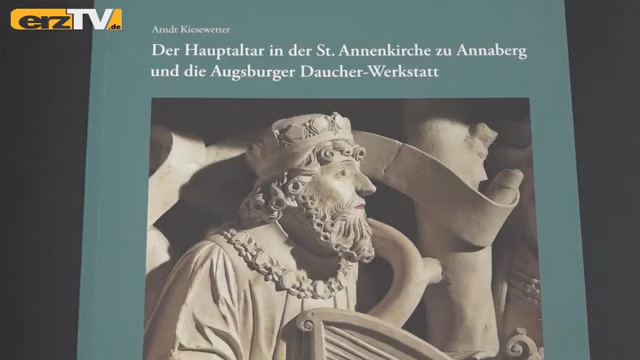 erzTV.de
Arndt Kiesewetter
Der Hauptaltar in der St. Annenkirche zu Annaberg
und die Augsburger Daucher-Werkstatt